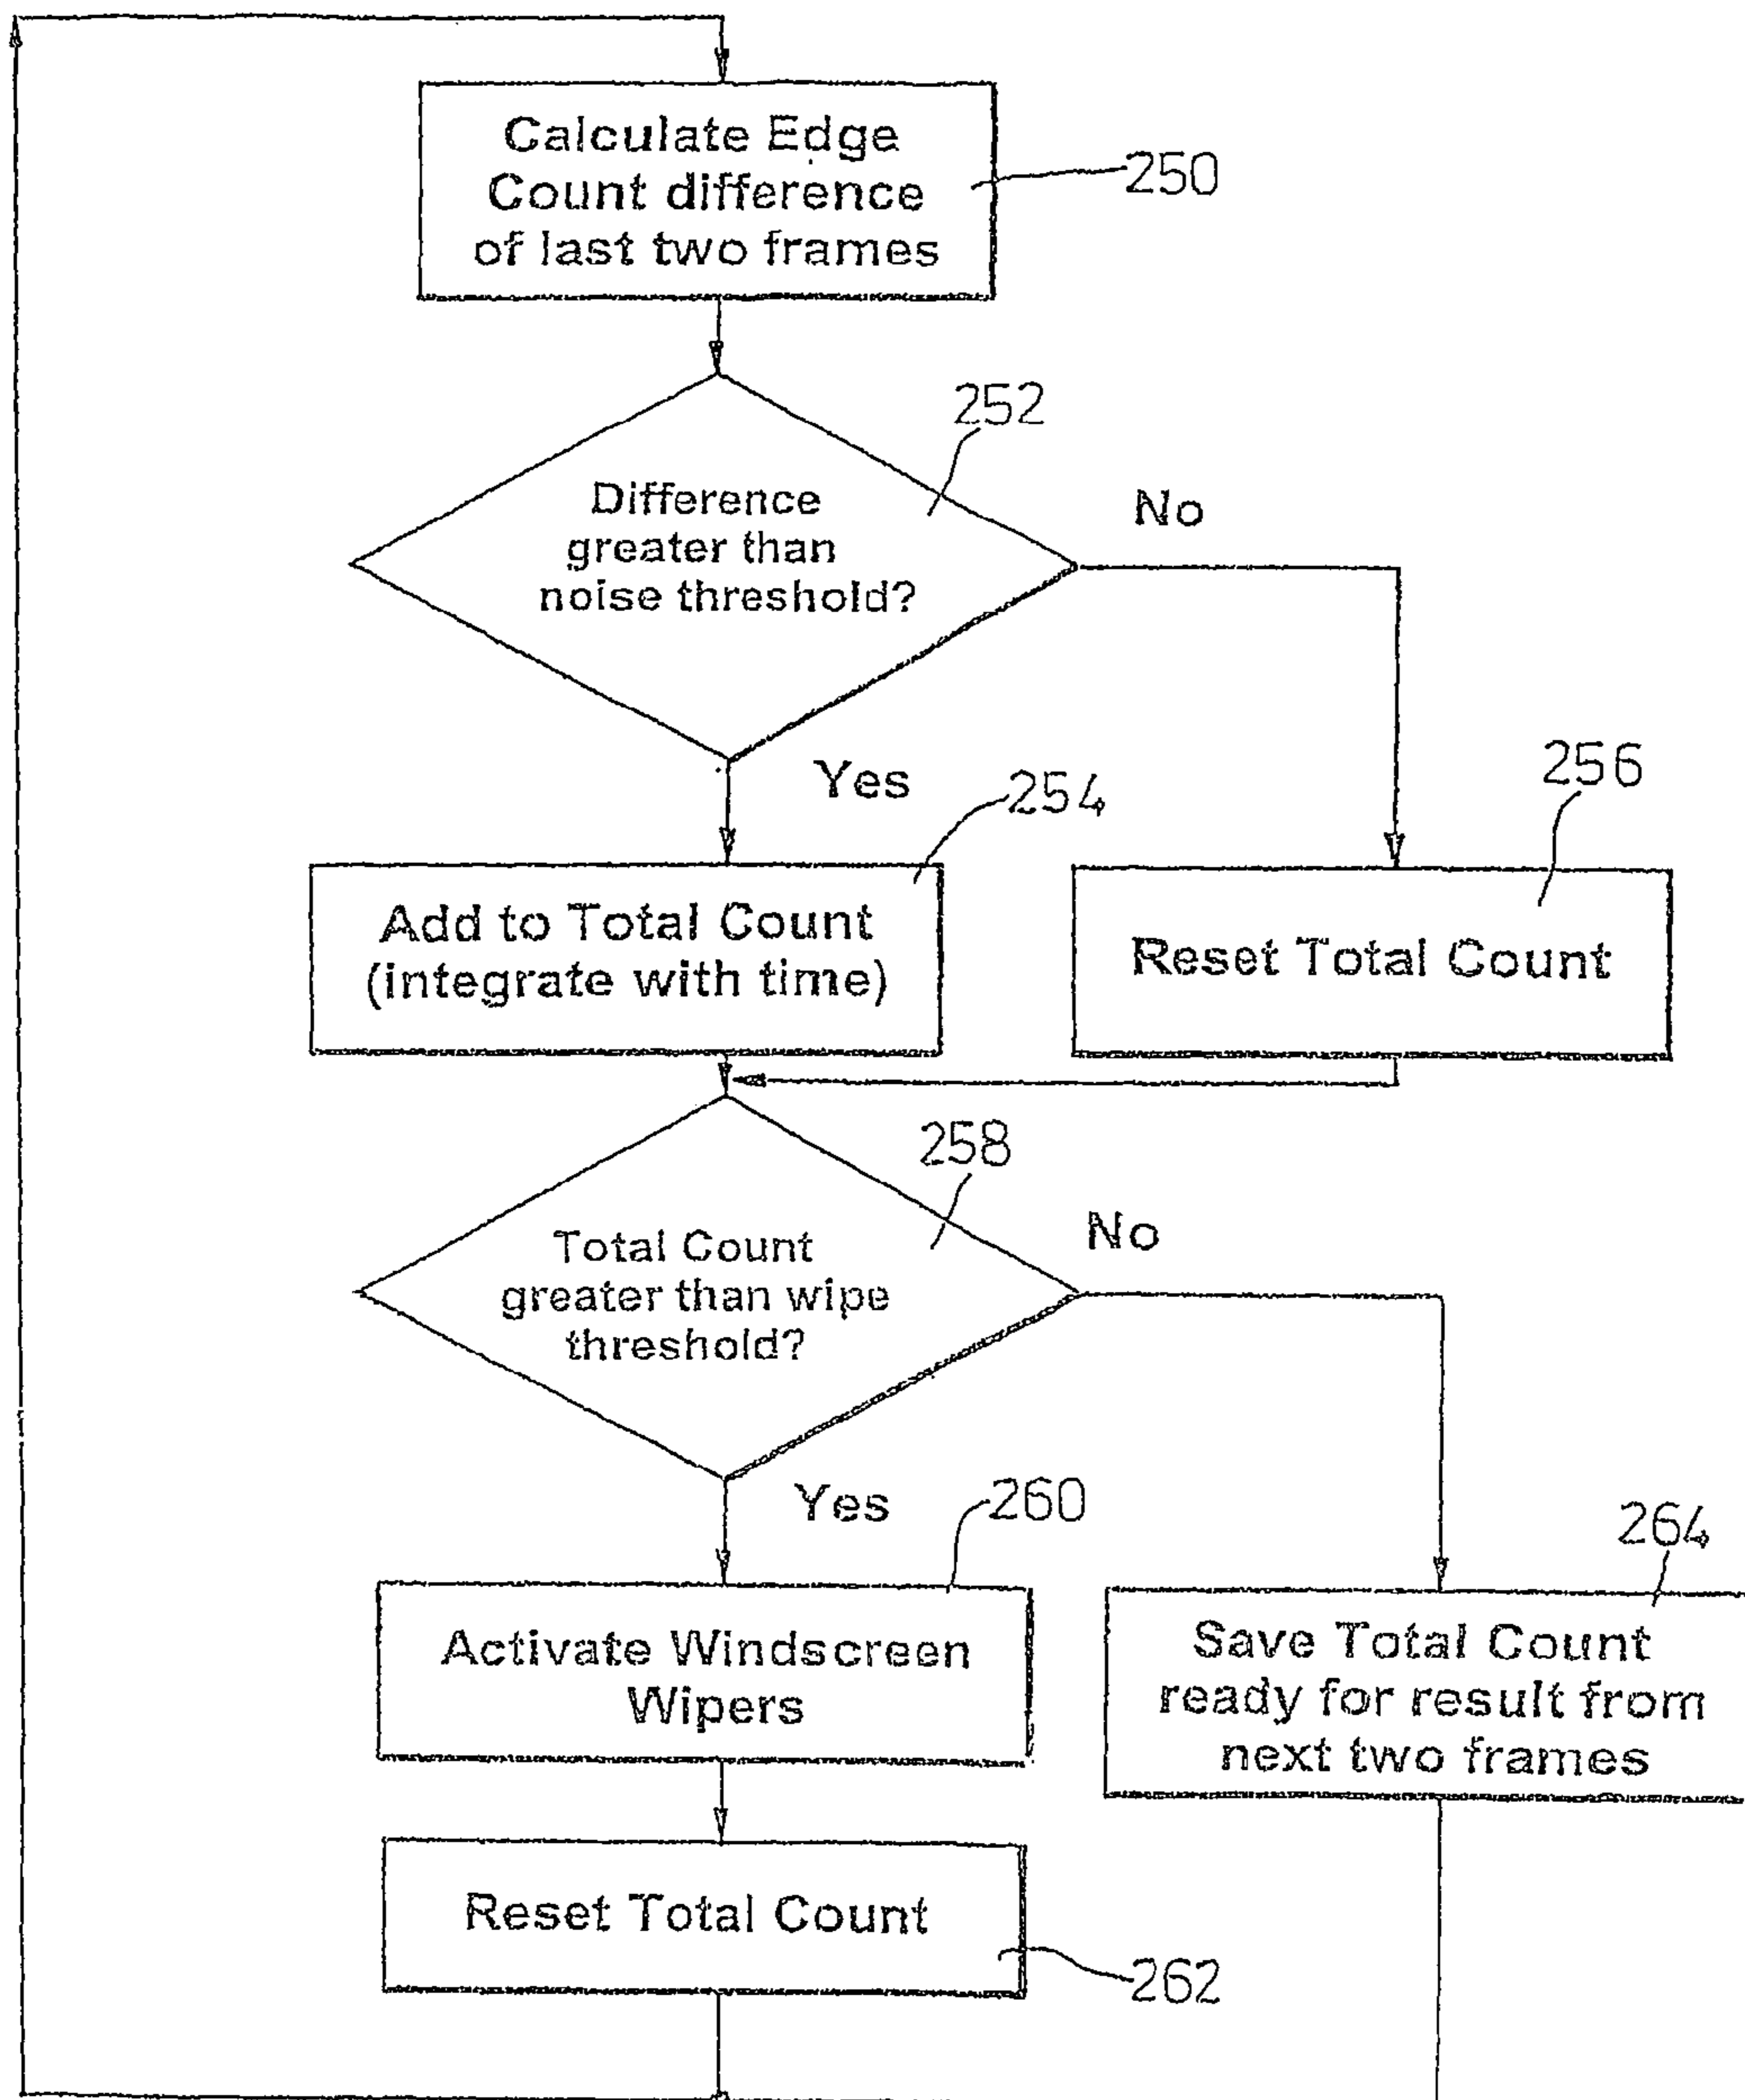 Calculate Edge
Count difference
of last two frames
250
252
Difference
greater than
noise threshold?
No
Yes
254
256
Add to Total Count
(integrate with time)
Reset Total Count
258
Total Count
greater than wipe
threshold?
No
Yes
260
264
Activate Windscreen
Wipers
Save Total Count
ready for result from
next two frames
Reset Total Count
262